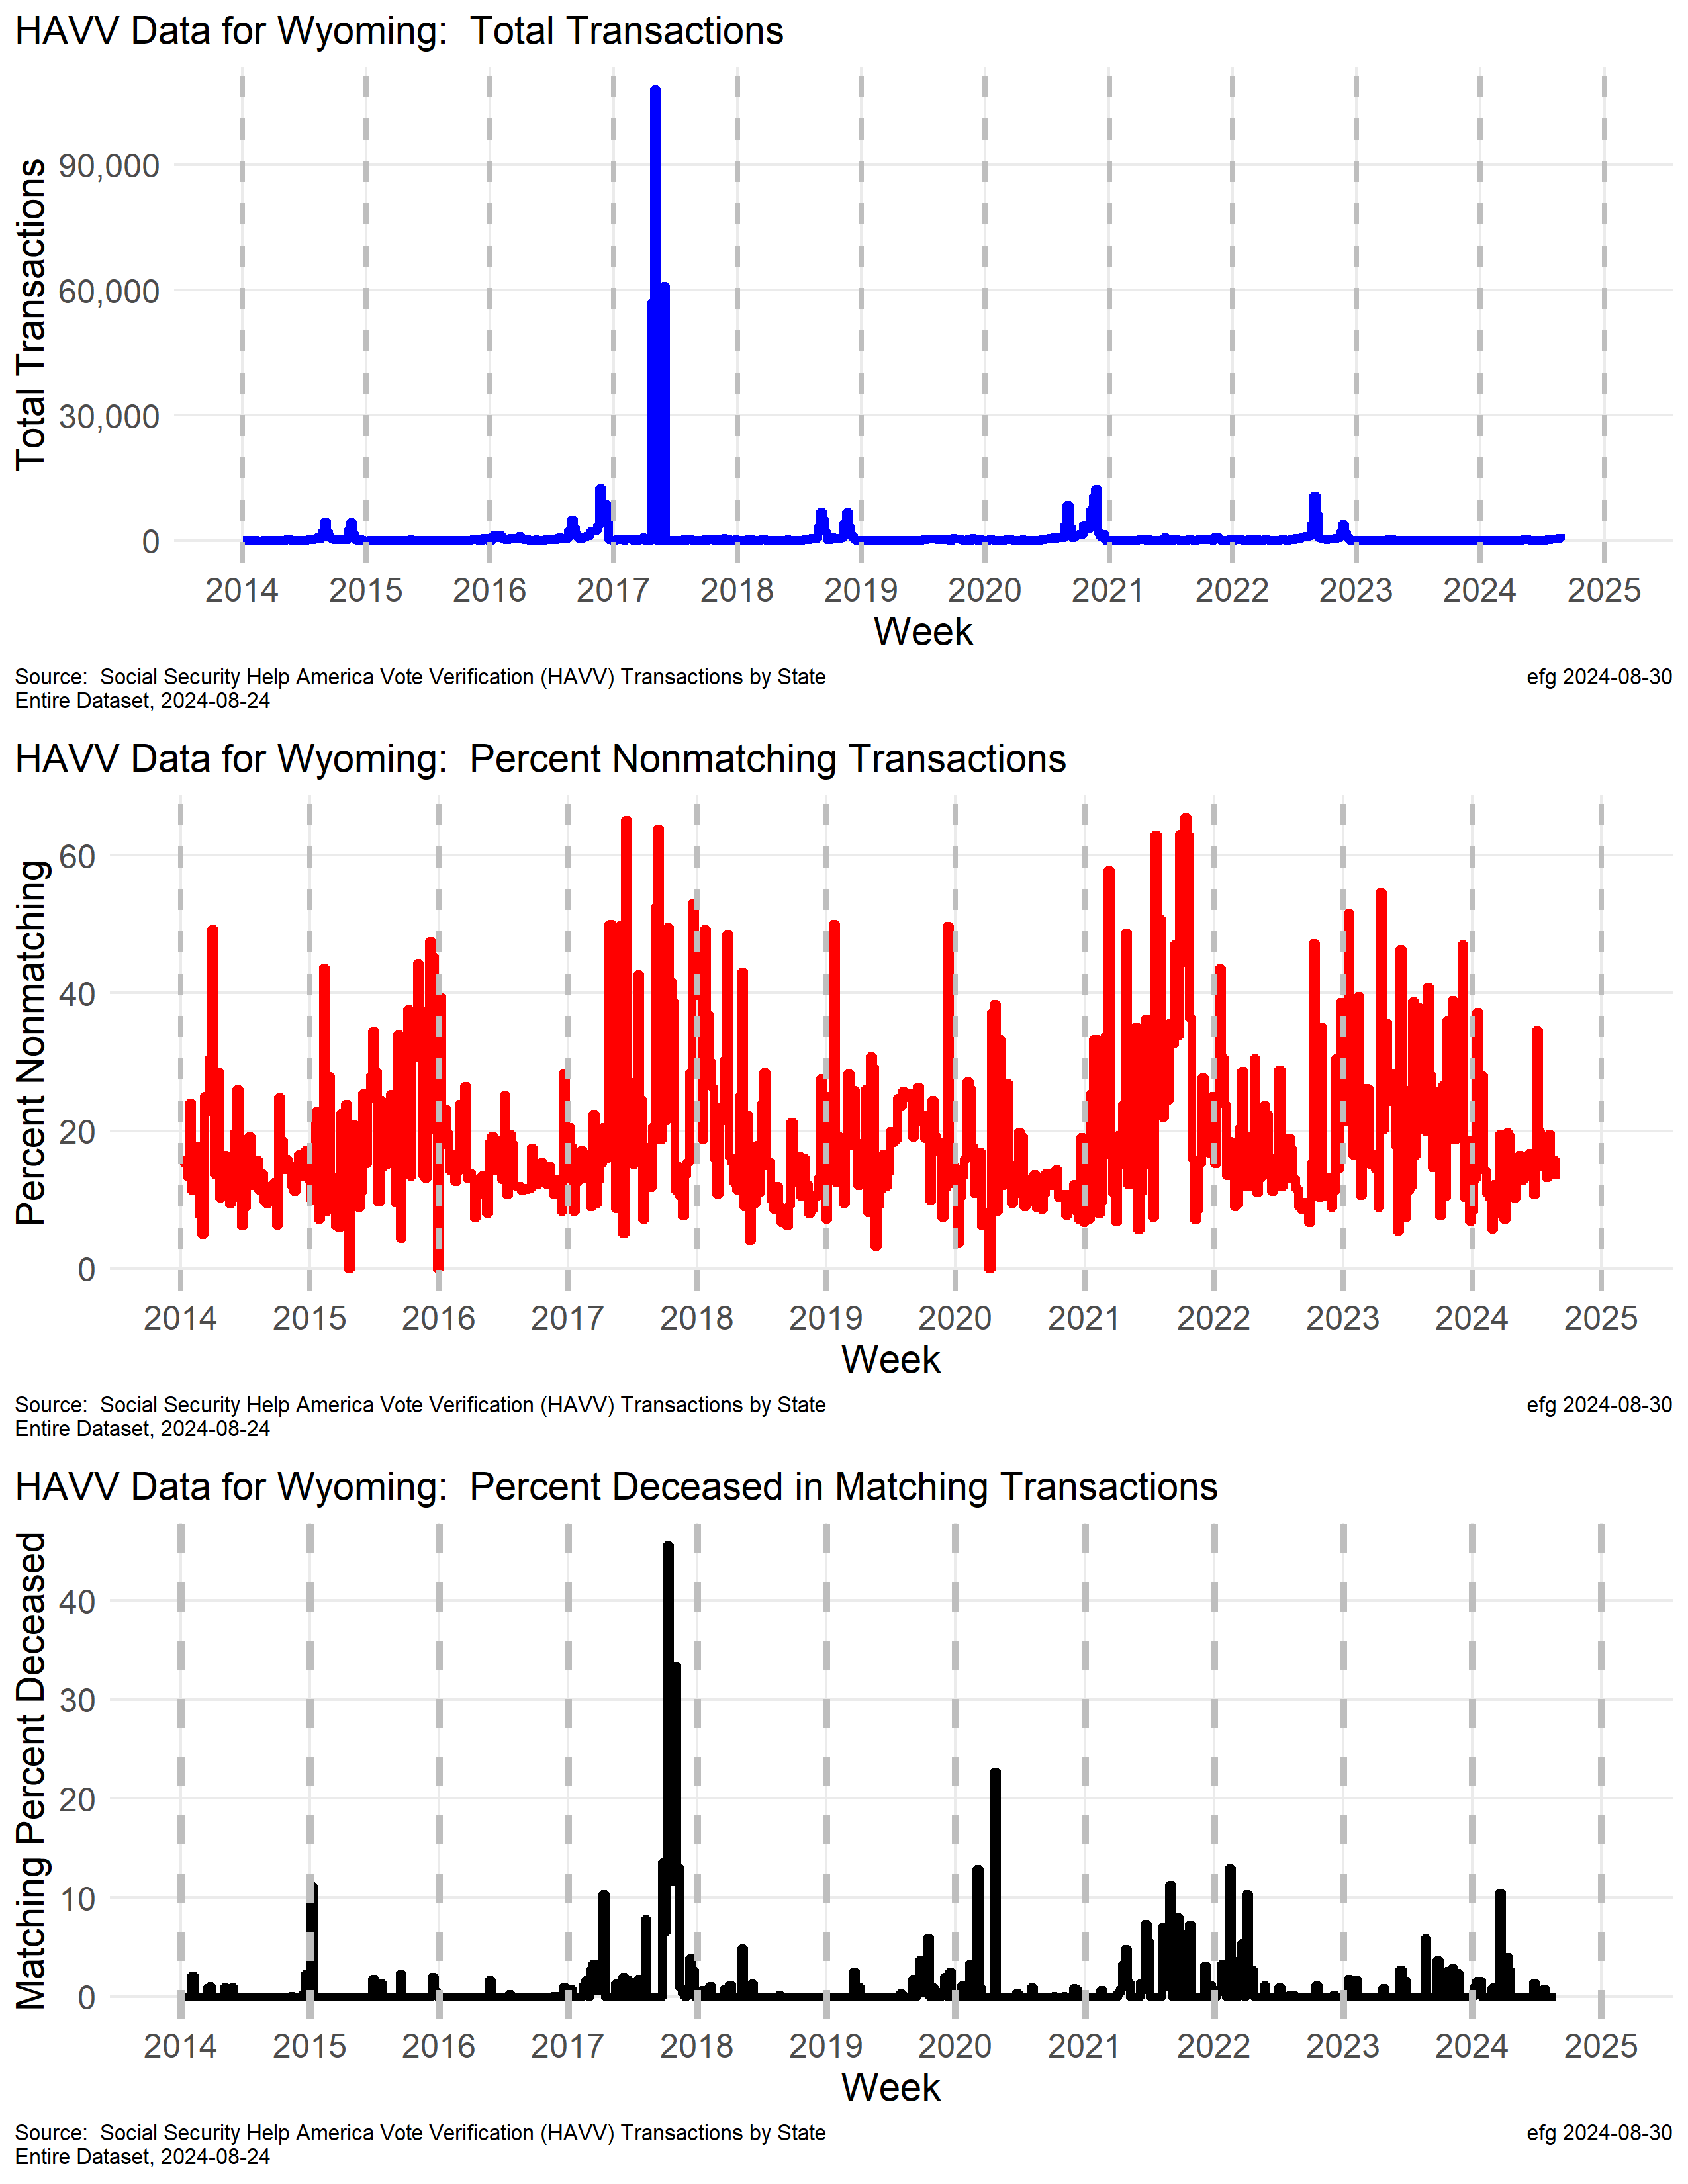 HAVV Data for Wyoming:  Total Transactions
Total Transactions
90,000
60,000
30,000
0
2014 2015 2016 2017 2018 2019 2020 2021 2022 2023 2024 2025
Week
Source:  Social Security Help America Vote Verification (HAVV) Transactions by State efg 2024-08-30
Entire Dataset, 2024-08-24
HAVV Data for Wyoming:  Percent Nonmatching Transactions
Percent Nonmatching
60
40
20
0
2014 2015 2016 2017 2018 2019 2020 2021 2022 2023 2024 2025
Week
Source:  Social Security Help America Vote Verification (HAVV) Transactions by State efg 2024-08-30
Entire Dataset, 2024-08-24
HAVV Data for Wyoming:  Percent Deceased in Matching Transactions
Matching Percent Deceased
40
30
20
10
0
2014 2015 2016 2017 2018 2019 2020 2021 2022 2023 2024 2025
Week
Source:  Social Security Help America Vote Verification (HAVV) Transactions by State efg 2024-08-30
Entire Dataset, 2024-08-24